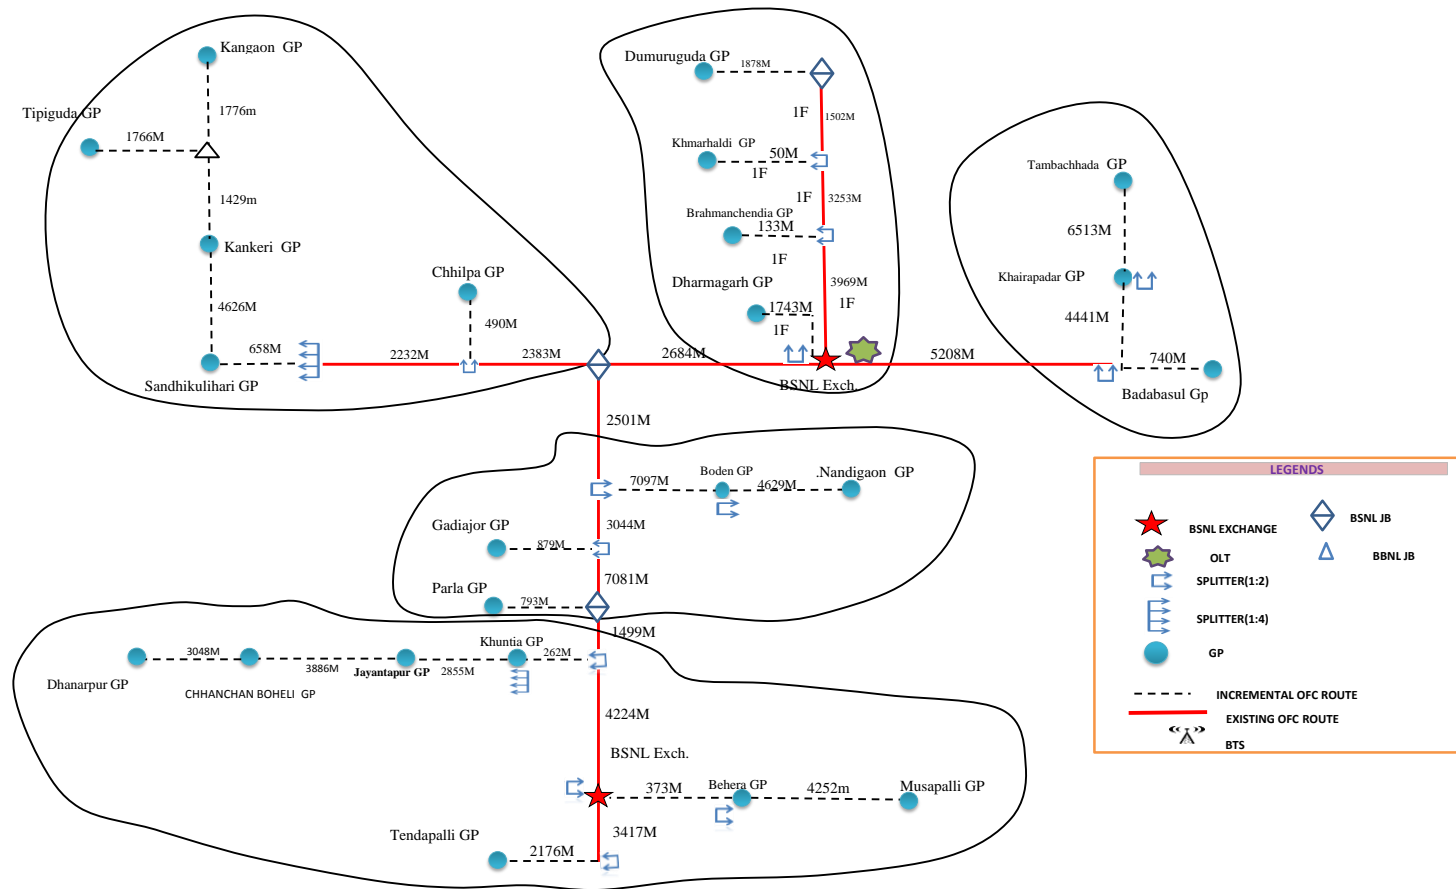 Kangaon  GP
Tipiguda GP
1776m
1766M
1429m
Kankeri  GP
4626M
658M
Sandhikulihari GP
Chhilpa GP
490M
2232M
2383M
2684M
Dumuruguda GP
1878M
1F
1502M
Khmarhaldi  GP
50M
1F
1F
3253M
Brahmanchendia GP
133M
1F
Dharmagarh GP
3969M
1743M
1F
1F
BSNL Exch.
5208M
Tambachhada  GP
6513M
Khairapadar GP
4441M
740M
Badabasul Gp
2501M
Boden GP
.Nandigaon  GP
7097M
4629M
Gadiajor GP
3044M
879M
7081M
Parla GP
793M
1499M
Khuntia GP
3048M
3886M
Jayantapur GP
2855M
262M
Dhanarpur GP
CHHANCHAN BOHELI  GP
4224M
BSNL Exch.
373M
Behera GP
4252m
Musapalli GP
Tendapalli GP
3417M
2176M
LEGENDS
BSNL EXCHANGE
BSNL JB
OLT
BBNL JB
SPLITTER(1:2)
SPLITTER(1:4)
GP
INCREMENTAL OFC ROUTE
EXISTING OFC ROUTE
BTS